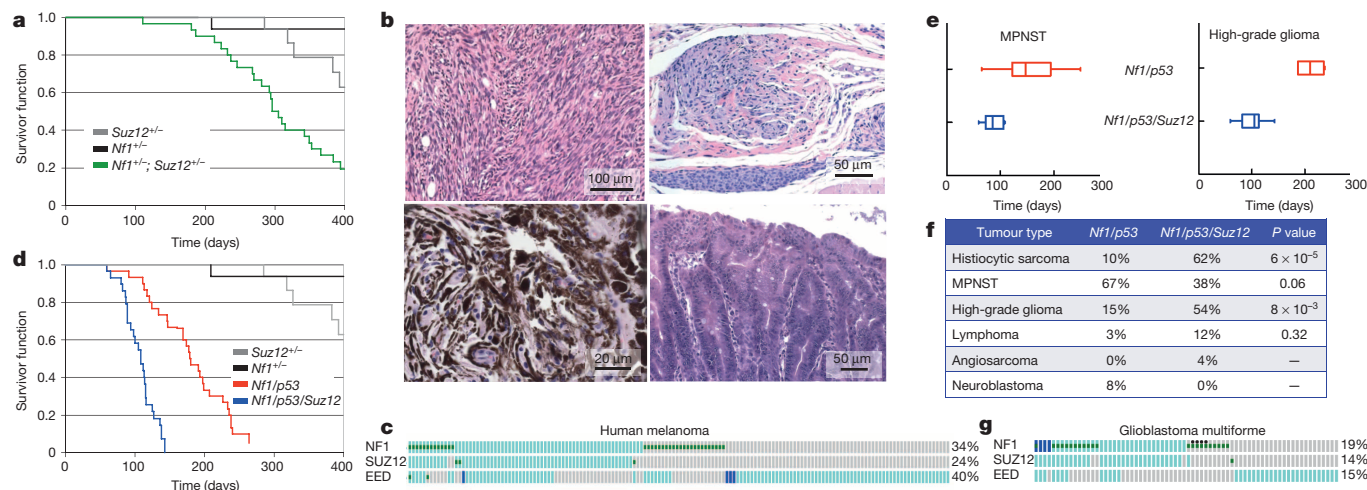 a
1.0
0.8
0.6
0.4
0.2
0
Survivor function
Suz12+/–
Nf1+/–
Nf1+/–; Suz12+/–
0 100 200 300 400
Time (days)
b
100 μm
50 μm
20 μm
50 μm
c
Human melanoma
NF1 34%
SUZ12 24%
EED 40%
d
1.0
0.8
0.6
0.4
0.2
0
Survivor function
Suz12+/–
Nf1+/–
Nf1/p53
Nf1/p53/Suz12
0 100 200 300 400
Time (days)
e
MPNST
High-grade glioma
Nf1/p53
Nf1/p53/Suz12
0 100 200 300
Time (days)
0 100 200 300
Time (days)
f
Tumour type Nf1/p53 Nf1/p53/Suz12 P value
Histiocytic sarcoma 10% 62% 6 × 10–5
MPNST 67% 38% 0.06
High-grade glioma 15% 54% 8 × 10–3
Lymphoma 3% 12% 0.32
Angiosarcoma 0% 4% —
Neuroblastoma 8% 0% —
g
Glioblastoma multiforme
NF1 19%
SUZ12 14%
EED 15%